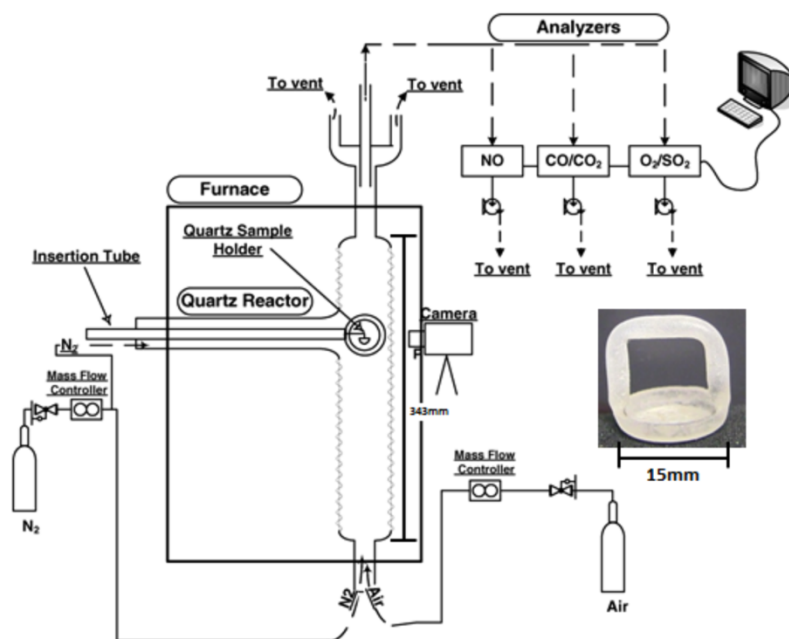 Analyzers
To vent
To vent
NO
CO/CO₂
O₂/SO₂
Furnace
Quartz Sample
Holder
To vent
To vent
To vent
Insertion Tube
Quartz Reactor
Camera
N₂
Mass Flow
Controller
343mm
15mm
Mass Flow
Controller
N₂
N2
Air
Air